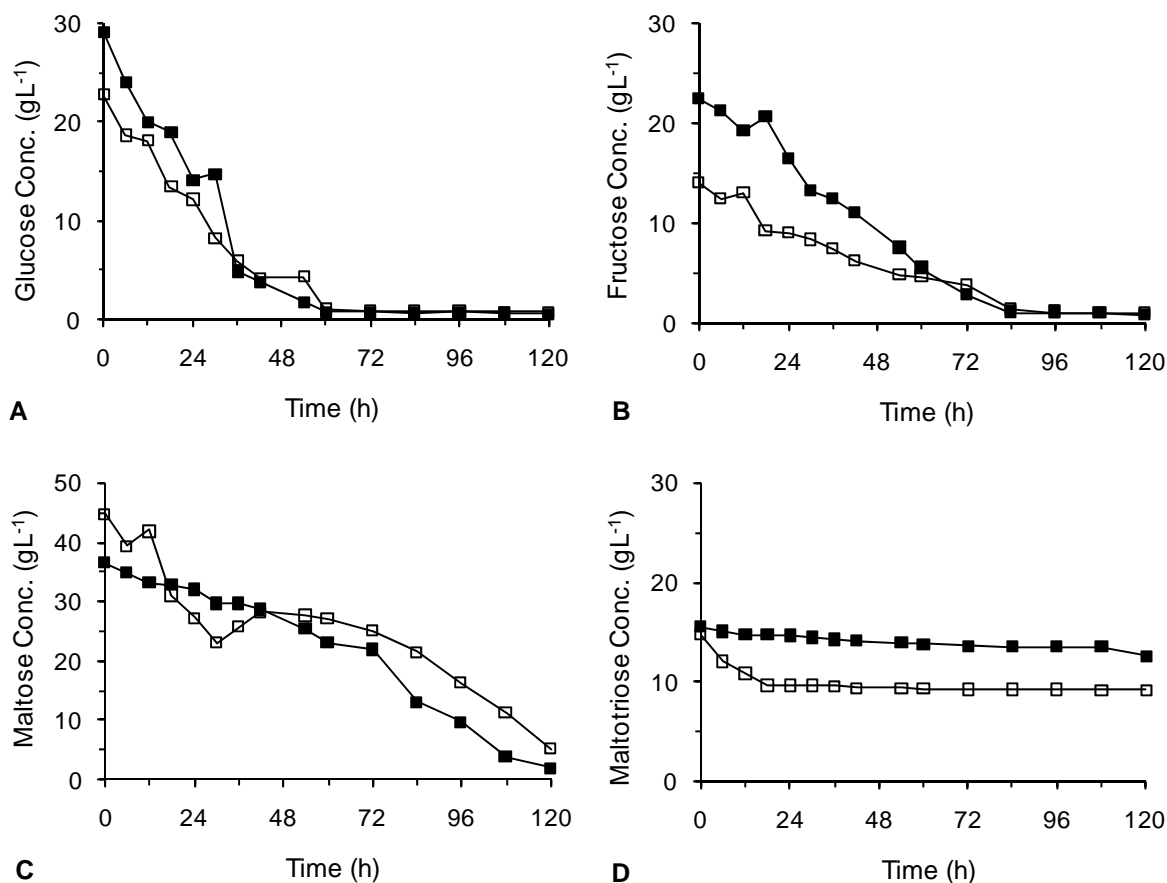 30
20
10
0
Glucose Conc. (gL-1)
0 24 48 72 96 120
Time (h)
A
30
20
10
0
Fructose Conc. (gL-1)
0 24 48 72 96 120
Time (h)
B
50
40
30
20
10
0
Maltose Conc. (gL-1)
0 24 48 72 96 120
Time (h)
C
30
20
10
0
Maltotriose Conc. (gL-1)
0 24 48 72 96 120
Time (h)
D